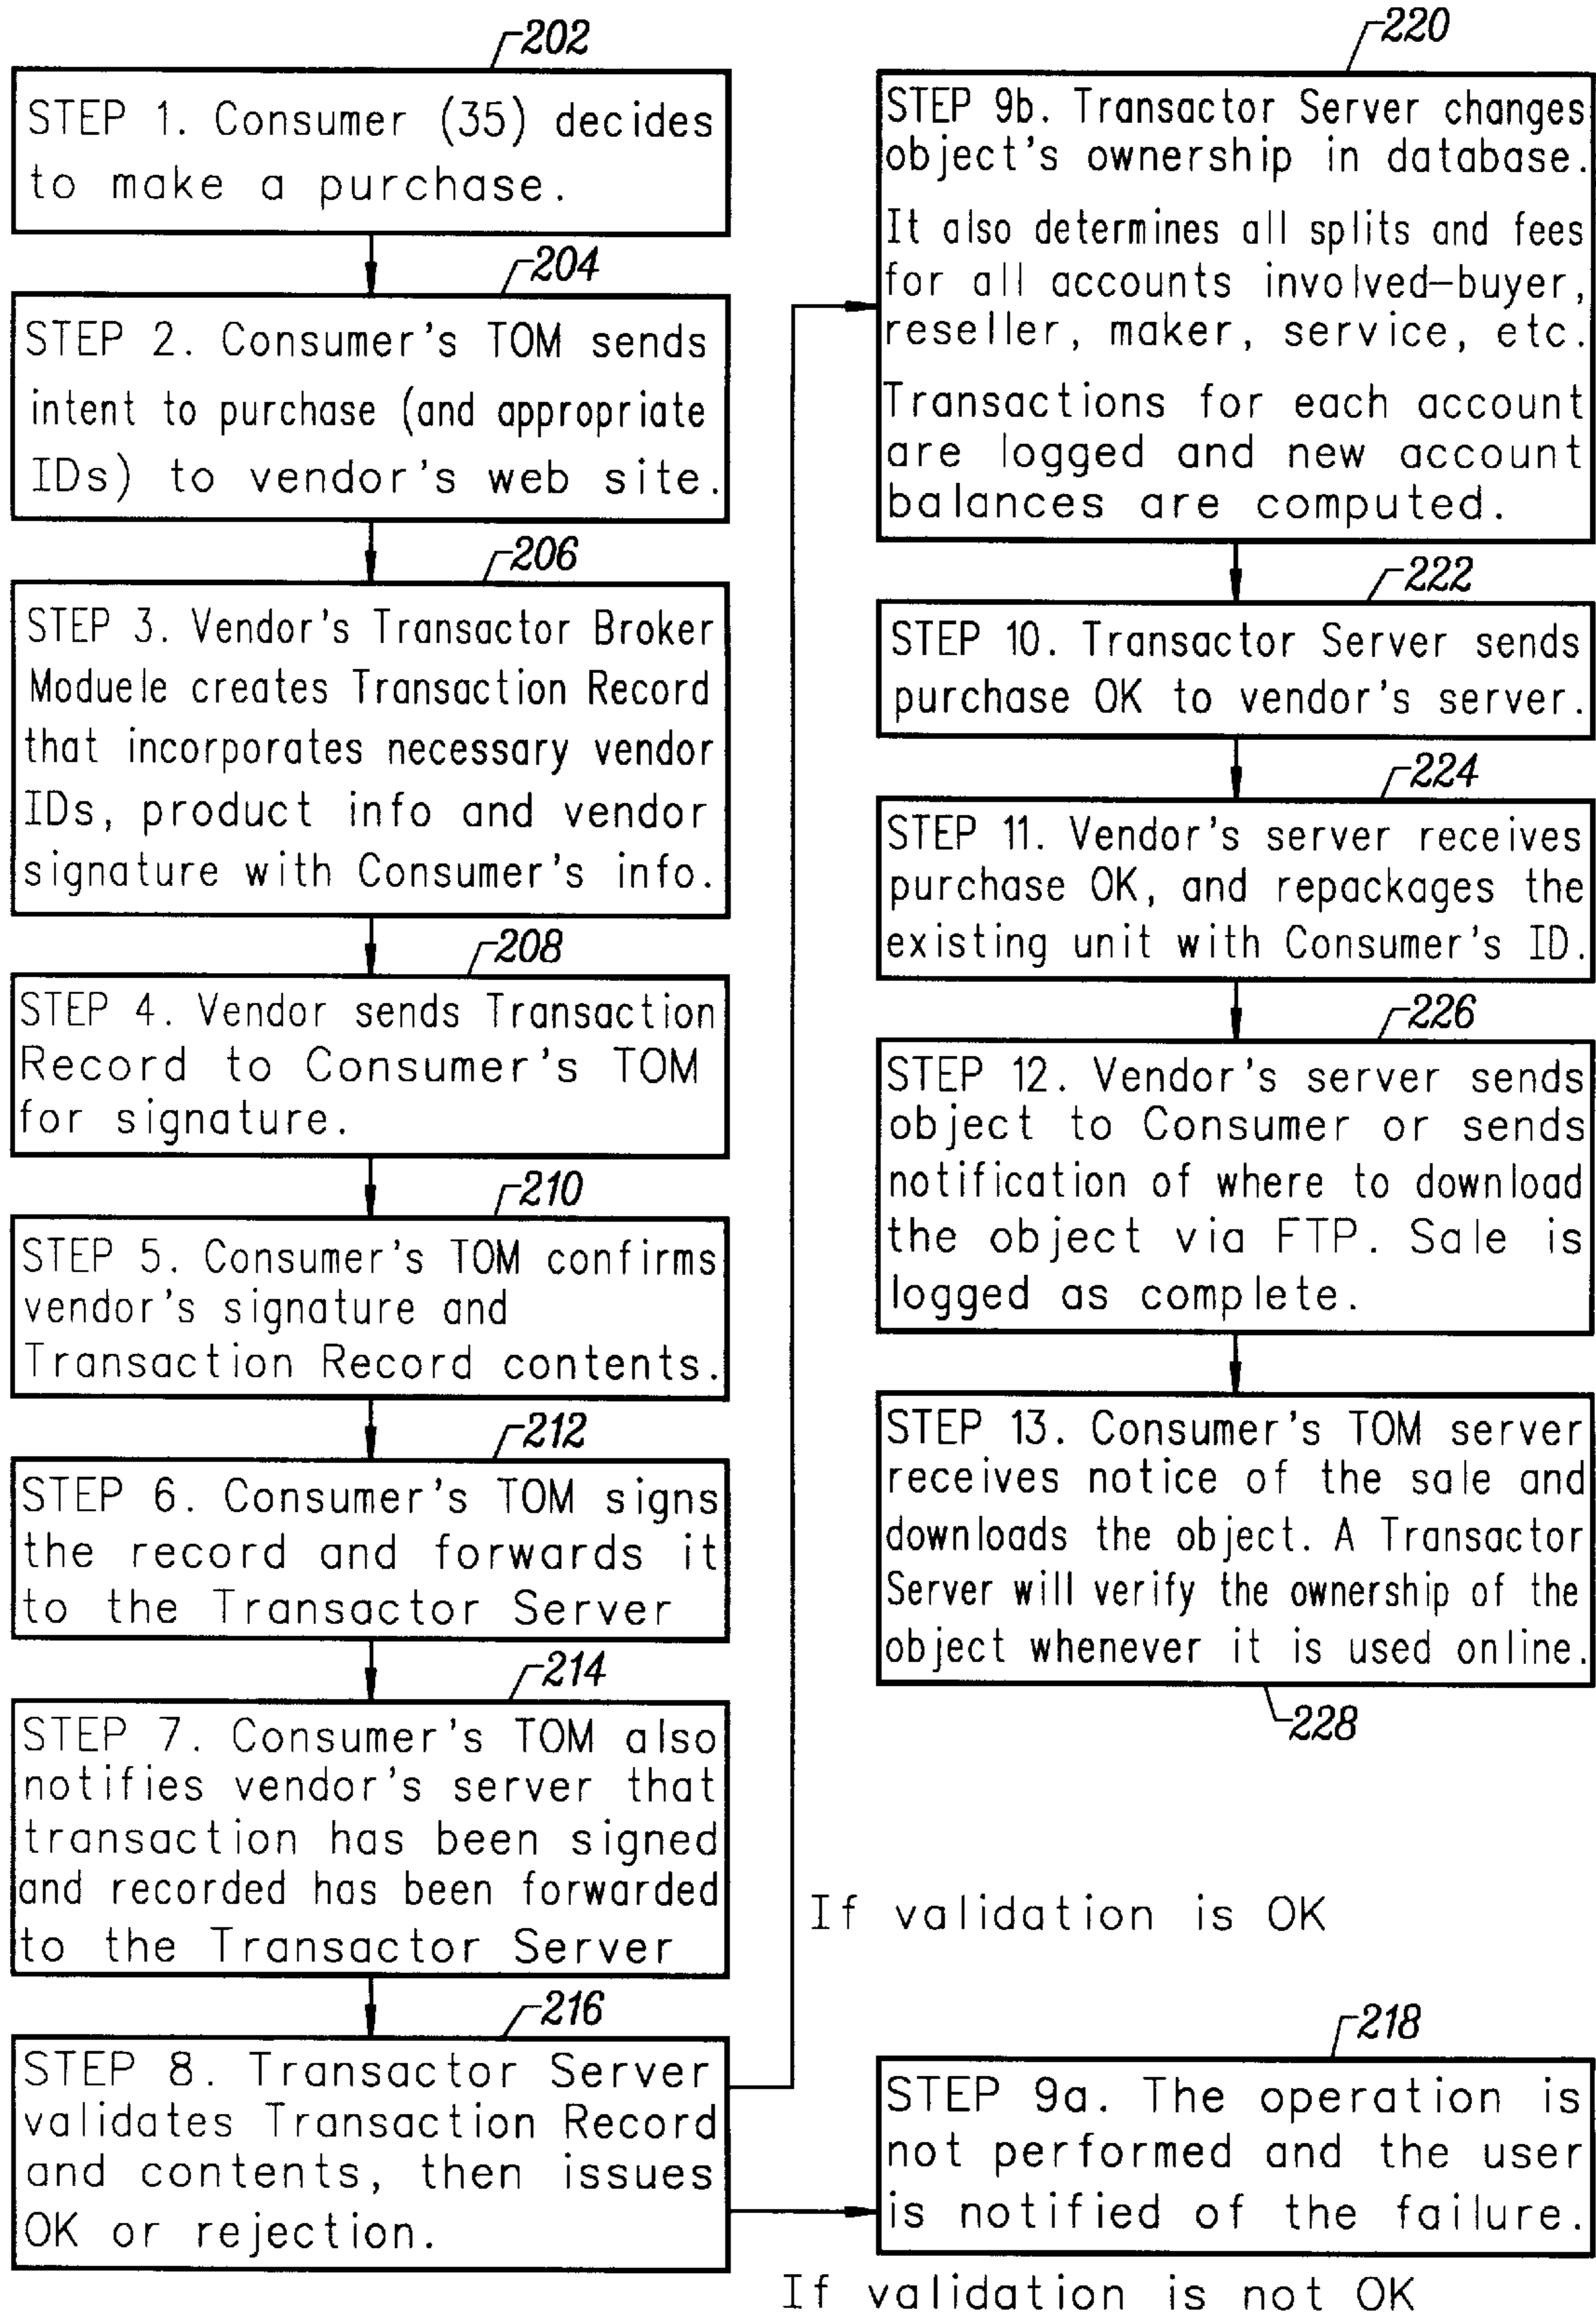 202
STEP 1. Consumer (35) decides
to make a purchase.
204
STEP 2. Consumer's TOM sends
intent to purchase (and appropriate
IDs) to vendor's web site.
206
STEP 3. Vendor's Transactor Broker
Moduele creates Transaction Record
that incorporates necessary vendor
IDs, product info and vendor
signature with Consumer's info.
208
STEP 4. Vendor sends Transaction
Record to Consumer's TOM
for signature.
210
STEP 5. Consumer's TOM confirms
vendor's signature and
Transaction Record contents.
212
STEP 6. Consumer's TOM signs
the record and forwards it
to the Transactor Server
214
STEP 7. Consumer's TOM also
notifies vendor's server that
transaction has been signed
and recorded has been forwarded
to the Transactor Server
216
STEP 8. Transactor Server
validates Transaction Record
and contents, then issues
OK or rejection.
220
STEP 9b. Transactor Server changes
object's ownership in database.
It also determines all splits and fees
for all accounts involved-buyer,
reseller, maker, service, etc.
Transactions for each account
are logged and new account
balances are computed.
222
STEP 10. Transactor Server sends
purchase OK to vendor's server.
224
STEP 11. Vendor's server receives
purchase OK, and repackages the
existing unit with Consumer's ID.
226
STEP 12. Vendor's server sends
object to Consumer or sends
notification of where to download
the object via FTP. Sale is
logged as complete.
STEP 13. Consumer's TOM server
receives notice of the sale and
downloads the object. A Transactor
Server will verify the ownership of the
object whenever it is used online.
228
If validation is OK
218
STEP 9a. The operation is
not performed and the user
is notified of the failure.
If validation is not OK